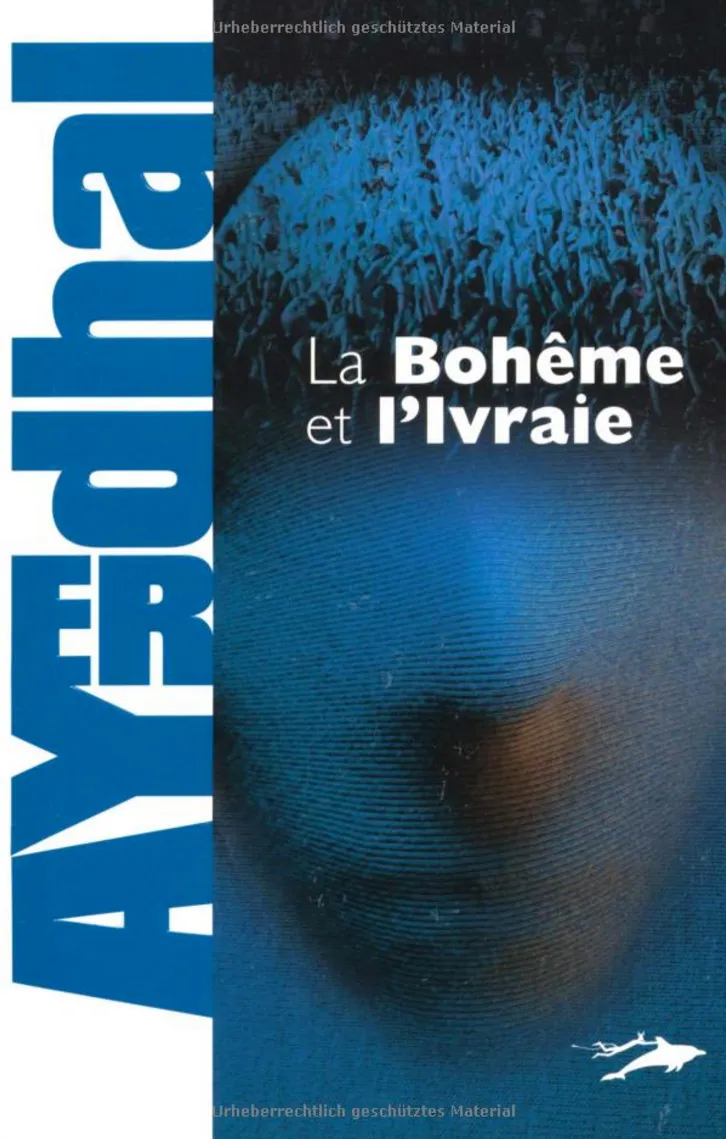 Urheberrechtlich geschütztes Material
AYERdhal
La Bohême
et l'Ivraie
Urheberrechtlich geschütztes Material